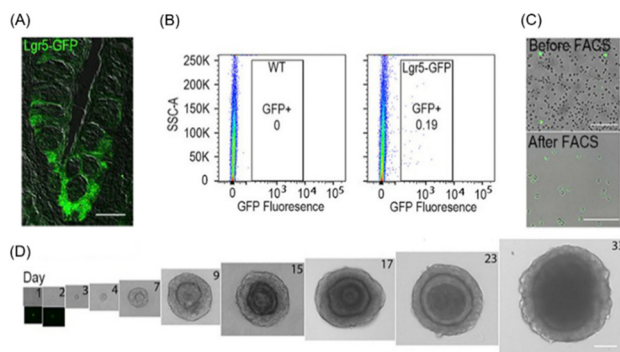 (A)
Lgr5-GFP
(B)
250K
200K
150K
100K
50K
0
SSC-A
WT
GFP+
0
0 10³ 10⁴ 10⁵
GFP Fluoresence
Lgr5-GFP
GFP+
0.19
0 10³ 10⁴ 10⁵
GFP Fluoresence
(C)
Before FACS
After FACS
(D)
Day
1 2 3 4 7 9 15 17 23 33